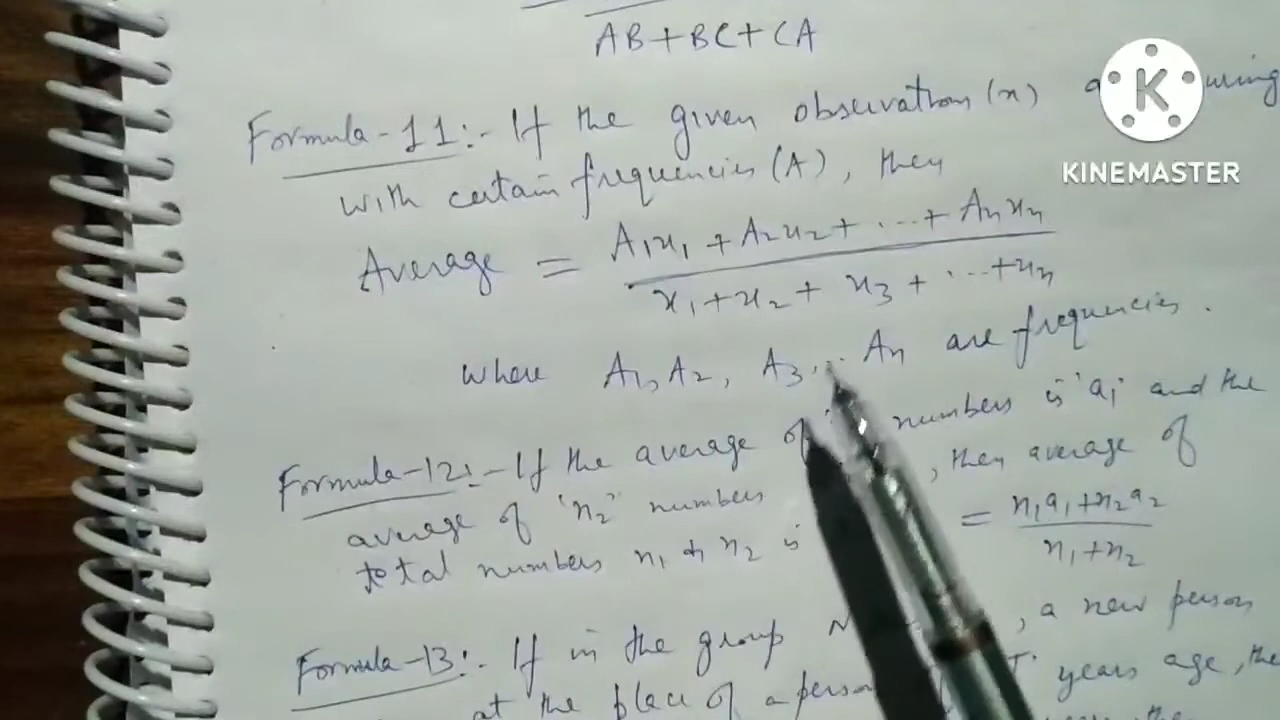 AB+BC+CA
Formula-11:- If the given observations (x)
with certain frequencies (A), then
Average = A₁x₁ + A₂x₂ + ... + Aₙxₙ
x₁ + x₂ + x₃ + ... + xₙ
where A₁, A₂, A₃ ... Aₙ are frequencies.
Formula-12:- If the average of numbers is 'a₁' and the
average of 'n₂' numbers , then average of
total numbers n₁ & n₂ is = n₁a₁+n₂a₂
n₁+n₂
Formula-13:- If in the group , a new person
at the place of a person years age, the
K
KINEMASTER